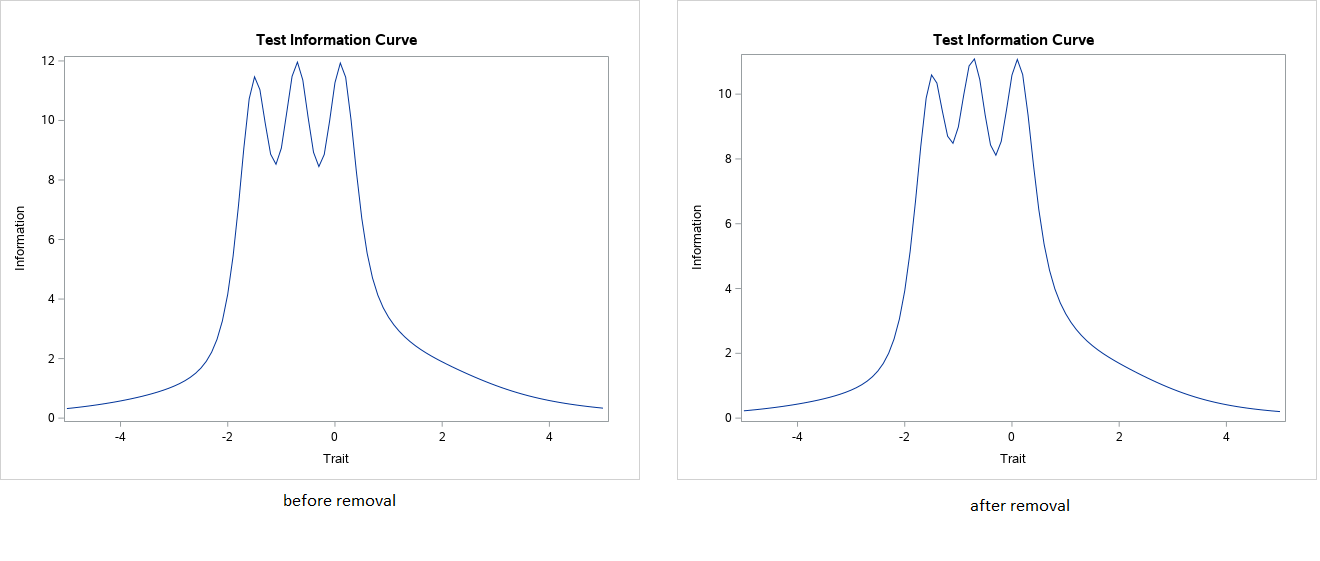 Test Information Curve
12
10
8
6
4
2
0
Information
-4 -2 0 2 4
Trait
before removal
Test Information Curve
10
8
6
4
2
0
Information
-4 -2 0 2 4
Trait
after removal